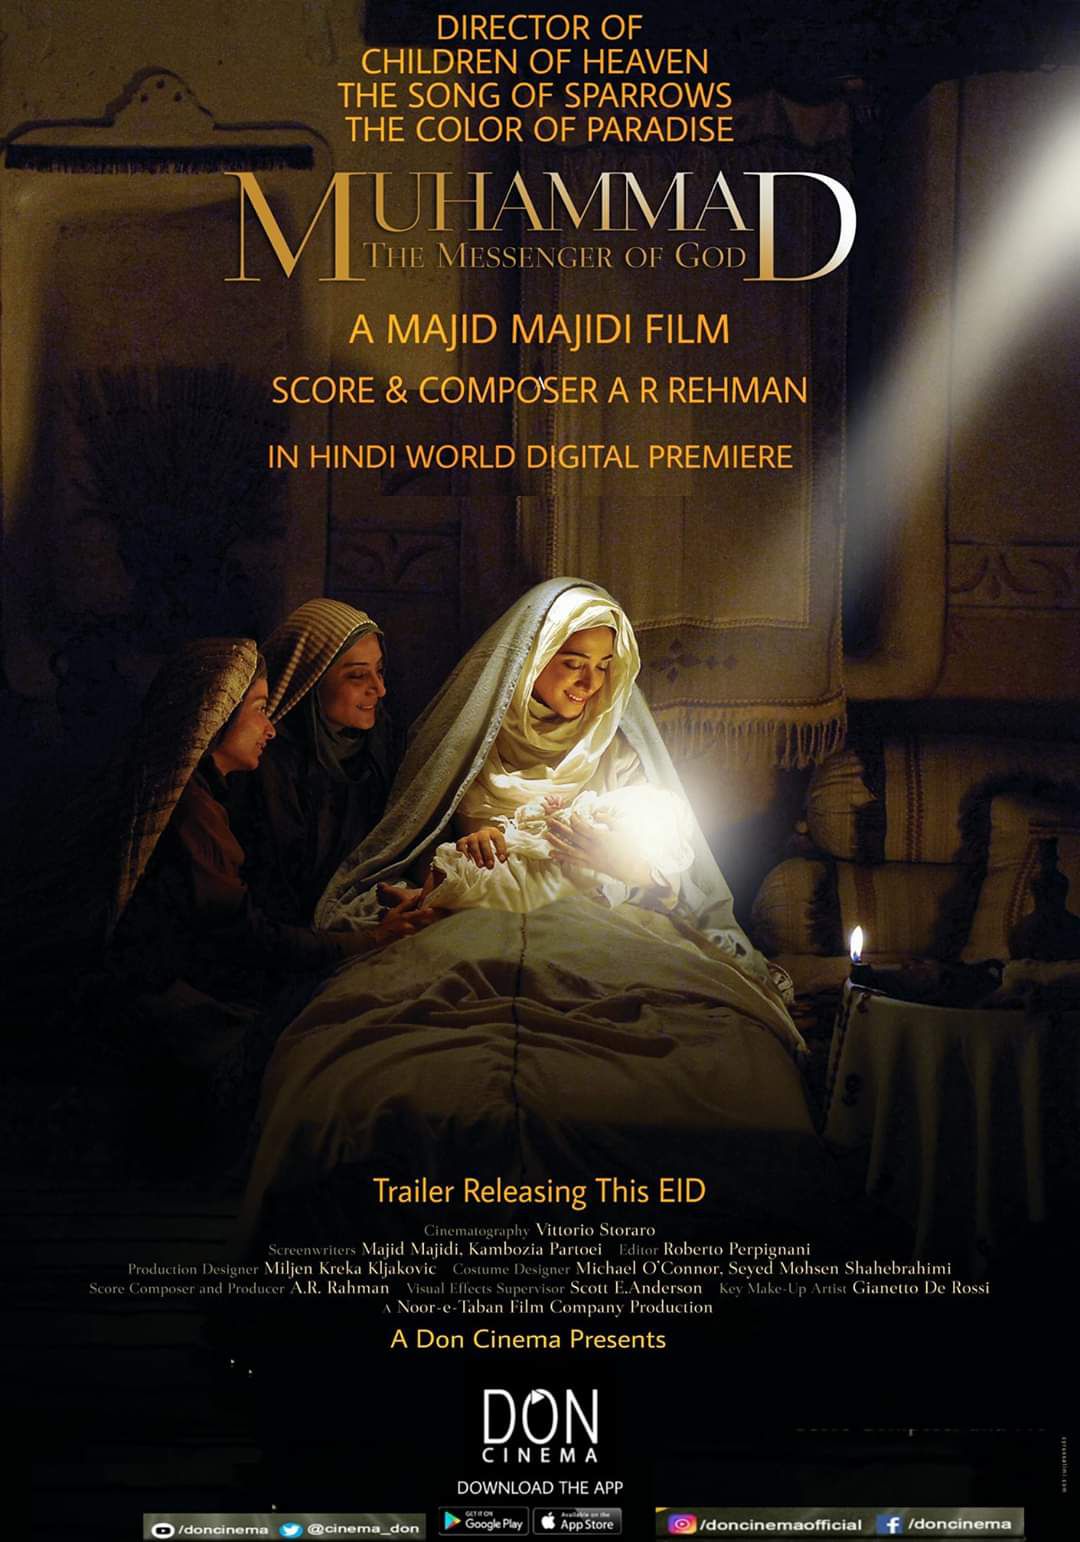 DIRECTOR OF
CHILDREN OF HEAVEN
THE SONG OF SPARROWS
THE COLOR OF PARADISE
MUHAMMAD
THE MESSENGER OF GOD
A MAJID MAJIDI FILM
SCORE & COMPOSER A R REHMAN
IN HINDI WORLD DIGITAL PREMIERE
Trailer Releasing This EID
Cinematography Vittorio Storaro
Screenwriters Majid Majidi, Kambozia Partoei Editor Roberto Perpignani
Production Designer Miljen Kreka Kljakovic Costume Designer Michael O'Connor, Seyed Mohsen Shahebrahimi
Score Composer and Producer A.R. Rahman Visual Effects Supervisor Scott E.Anderson Key Make-Up Artist Gianetto De Rossi
A Noor-e-Taban Film Company Production
A Don Cinema Presents
DON
CINEMA
DOWNLOAD THE APP
/doncinema @cinema_don GET IT ON Google Play Available on the App Store /doncinemaofficial /doncinema